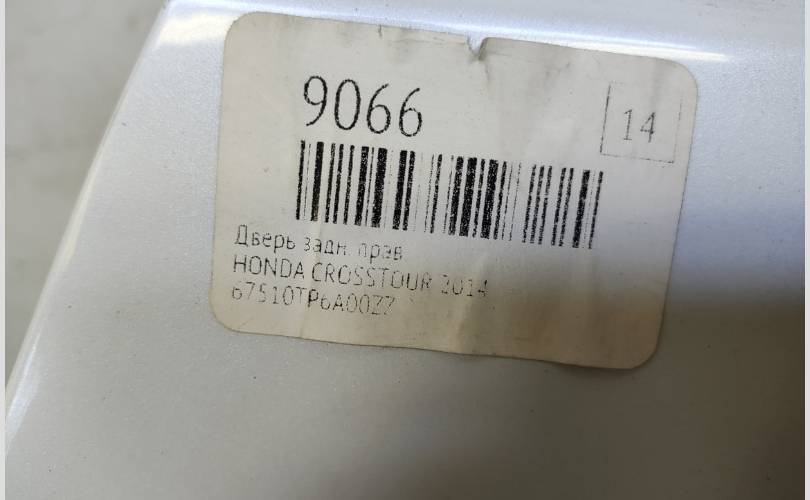 9066
14
Дверь задн. прав.
HONDA CROSSTOUR 2014
67510TP6A00ZZ